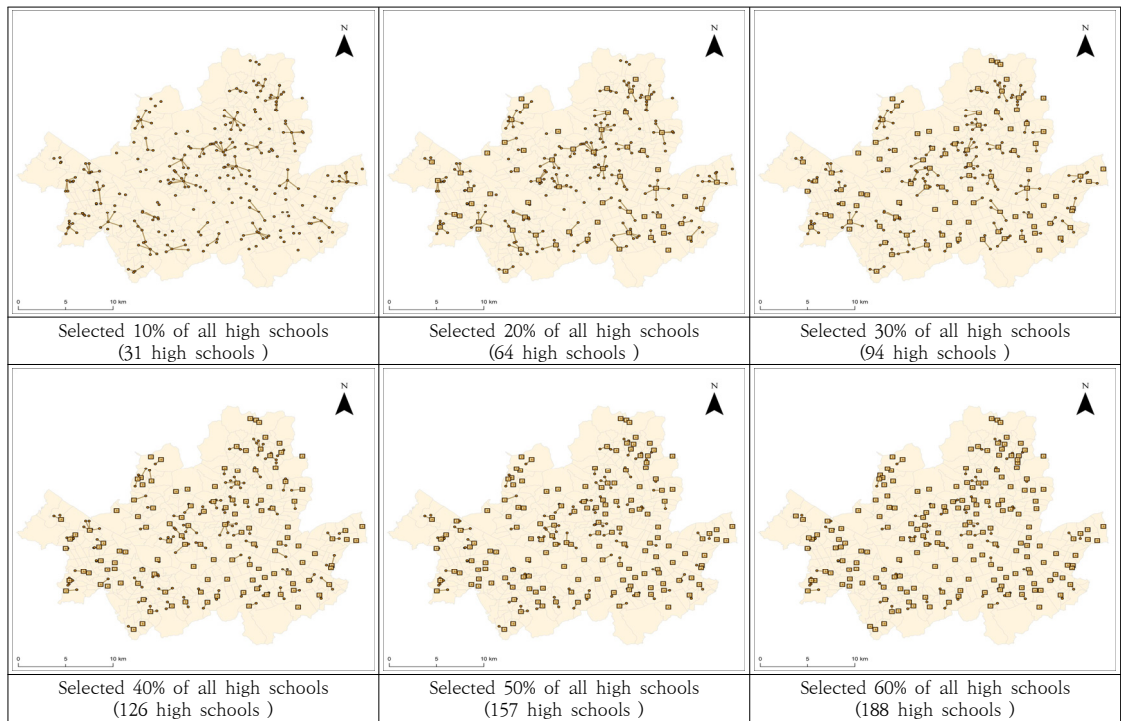 N
N
N
0 5 10 km
0 5 10 km
0 5 10 km
Selected 10% of all high schools
(31 high schools )
Selected 20% of all high schools
(64 high schools )
Selected 30% of all high schools
(94 high schools )
N
N
N
0 5 10 km
0 5 10 km
0 5 10 km
Selected 40% of all high schools
(126 high schools )
Selected 50% of all high schools
(157 high schools )
Selected 60% of all high schools
(188 high schools )